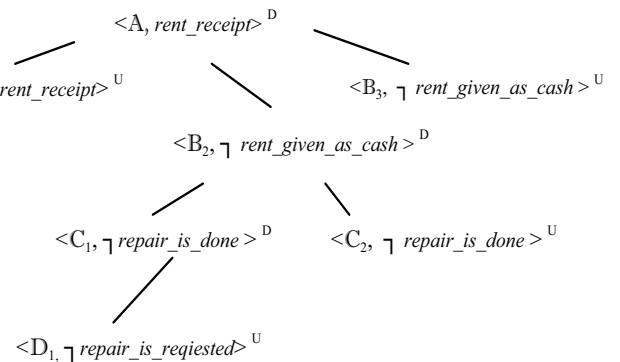 <A, rent_receipt> D
rent_receipt> U
<B3, ┐ rent_given_as_cash > U
<B2, ┐ rent_given_as_cash > D
<C1, ┐ repair_is_done > D
<C2, ┐ repair_is_done > U
<D1, ┐ repair_is_reqiested> U